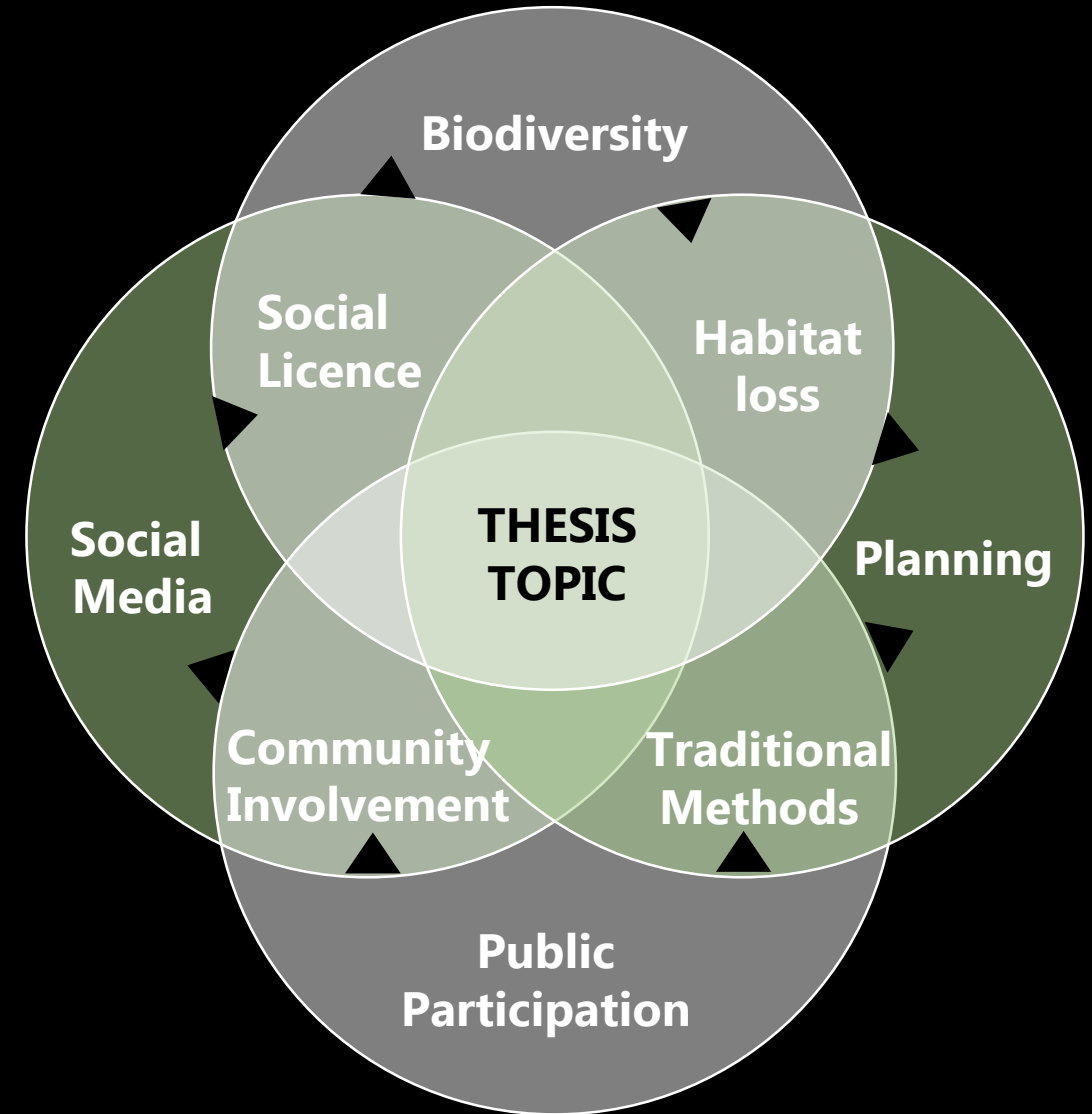 Biodiversity
Social
Licence
Habitat
loss
Social
Media
THESIS
TOPIC
Planning
Community
Involvement
Traditional
Methods
Public
Participation